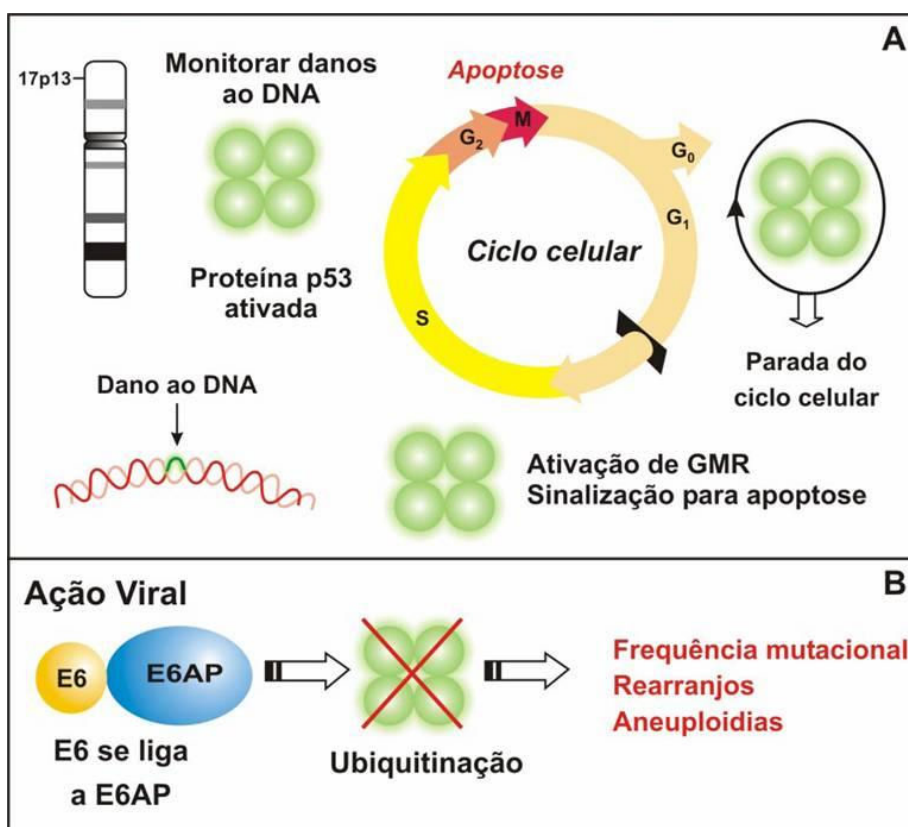 A
17p13
Monitorar danos
ao DNA
Proteína p53
ativada
Dano ao DNA
Apoptose
M
G₂
G₀
G₁
S
Ciclo celular
Parada do
ciclo celular
Ativação de GMR
Sinalização para apoptose
B
Ação Viral
E6
E6AP
E6 se liga
a E6AP
Ubiquitinação
Frequência mutacional
Rearranjos
Aneuploidias